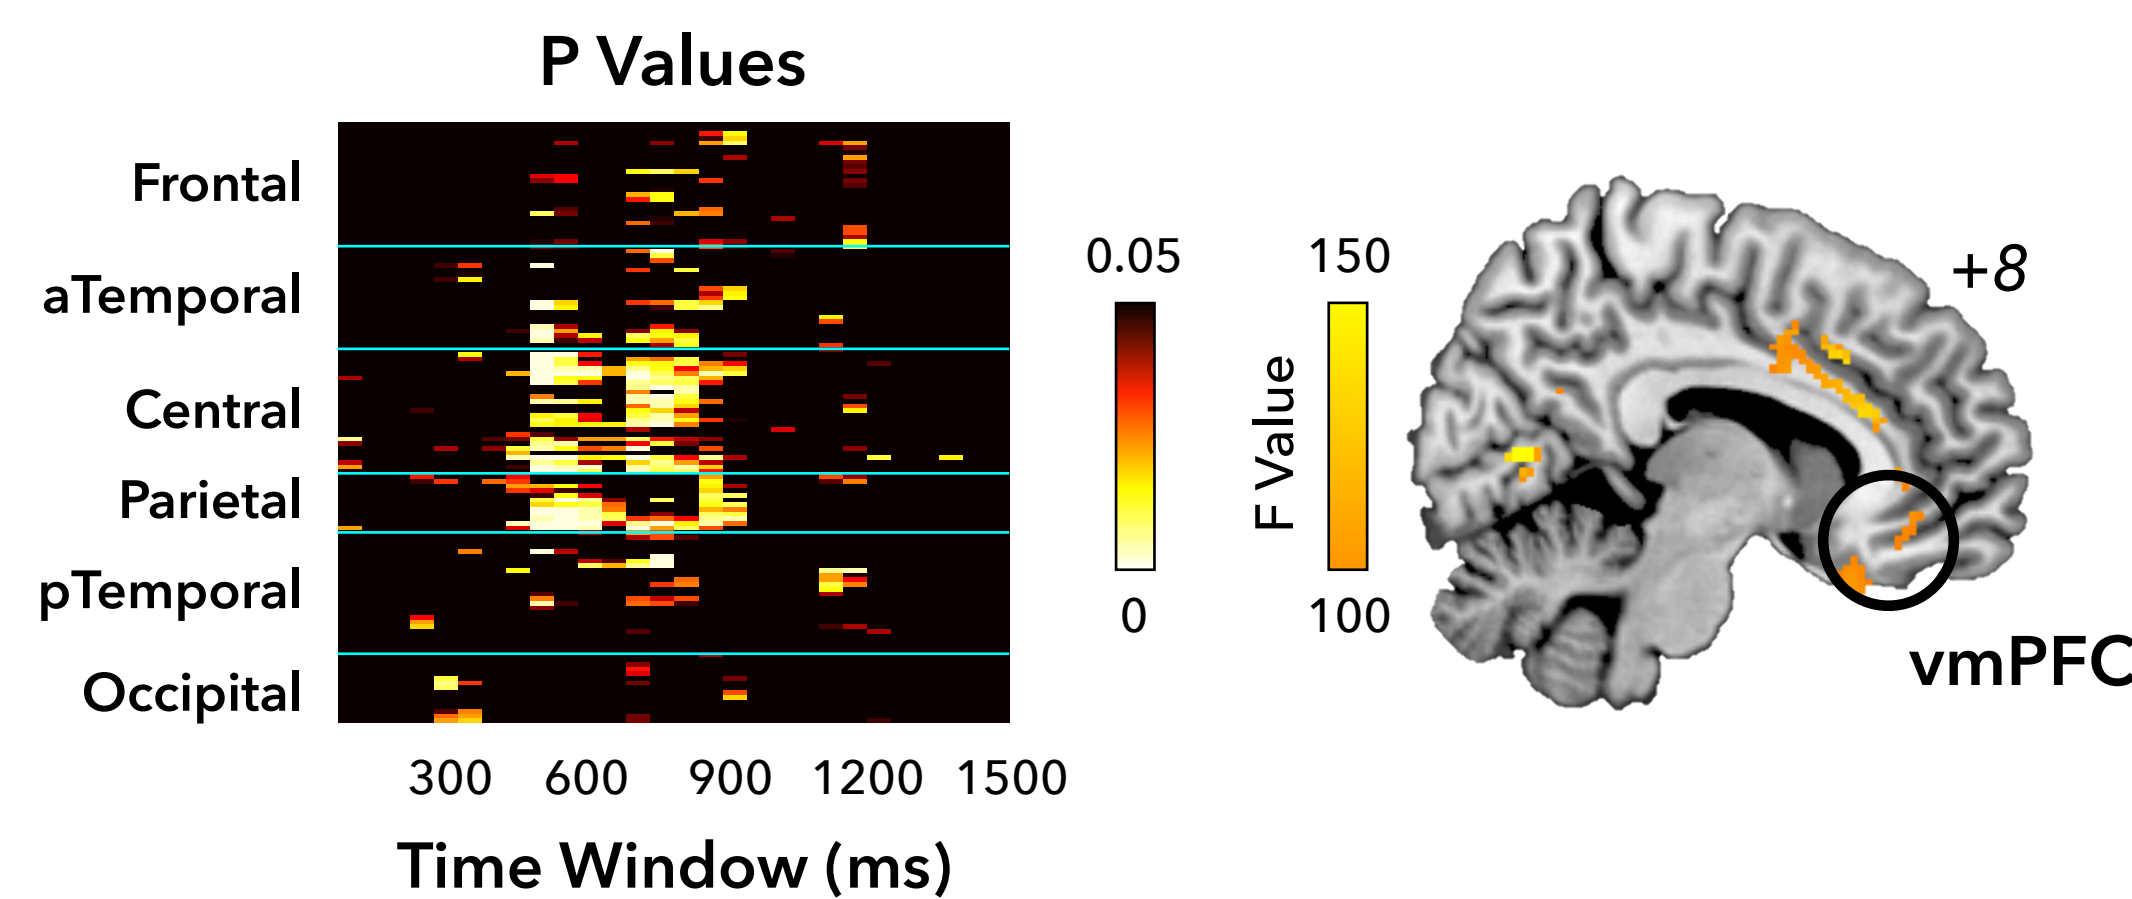 P Values
Frontal
aTemporal
Central
Parietal
pTemporal
Occipital
300 600 900 1200 1500
Time Window (ms)
0.05
0
150
F Value
100
+8
vmPFC